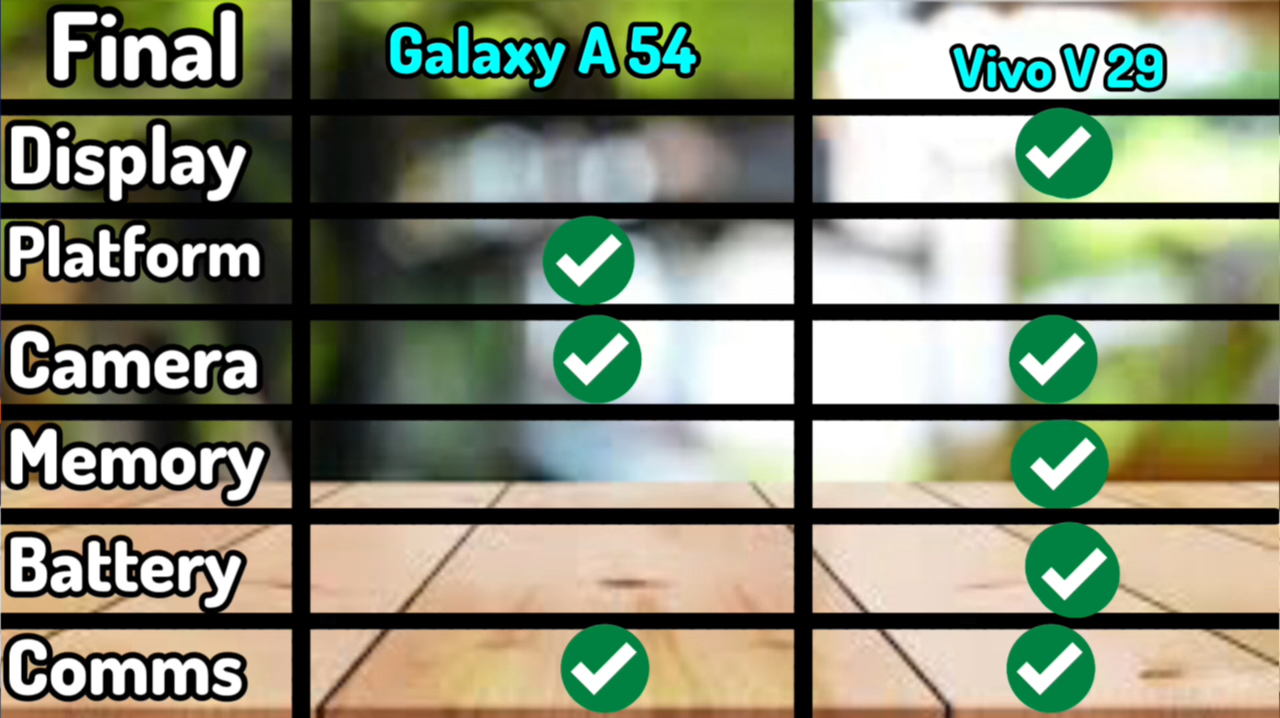 Final Galaxy A 54 Vivo V 29
Display
Platform
Camera
Memory
Battery
Comms